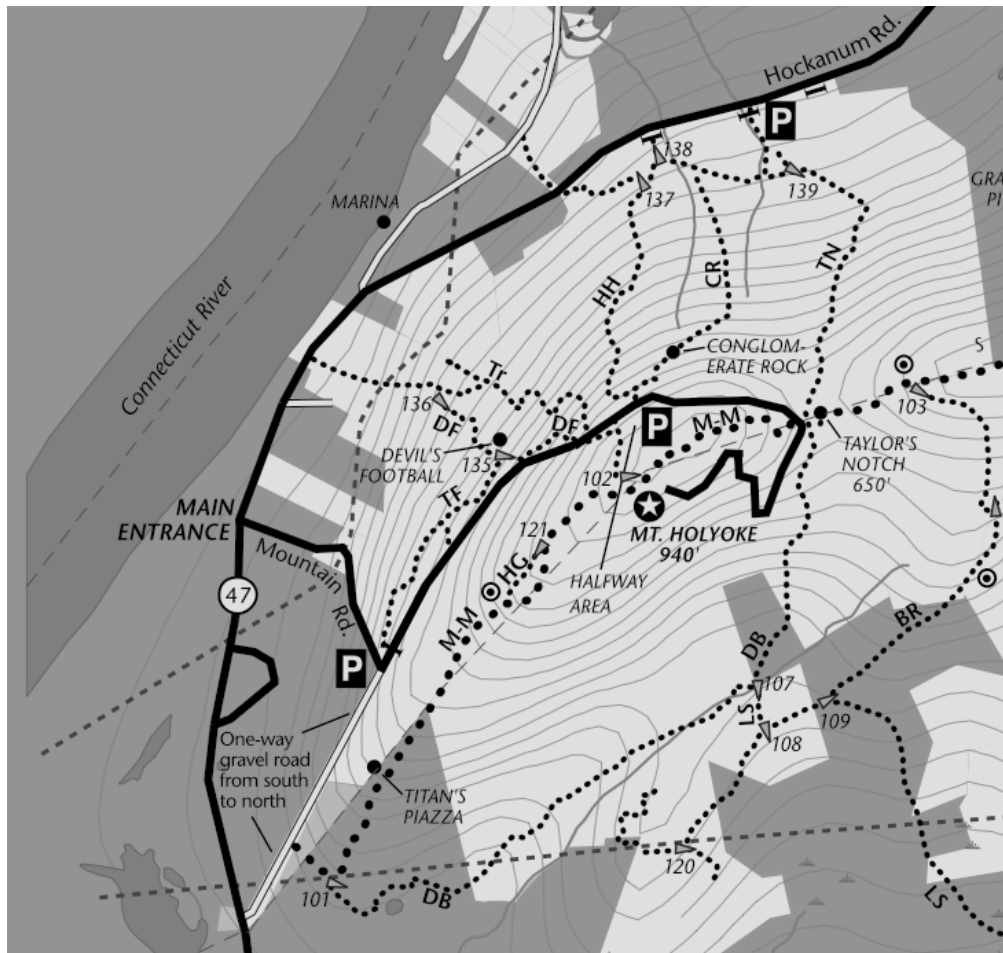 Hockanum Rd.
P
138
139
137
GRA
PI
MARINA
Connecticut River
HH
CR
TN
CONGLOM-
ERATE ROCK
S
Tr
103
136
DF
DF
P
M-M
TAYLOR'S
NOTCH
650'
DEVIL'S
FOOTBALL
135
102
TF
MT. HOLYOKE
940'
MAIN
ENTRANCE
121
HG
HALFWAY
AREA
Mountain
Rd.
47
M-M
BR
DB
P
107
LS
109
108
One-way
gravel road
from south
to north
TITAN'S
PIAZZA
120
101
DB
LS